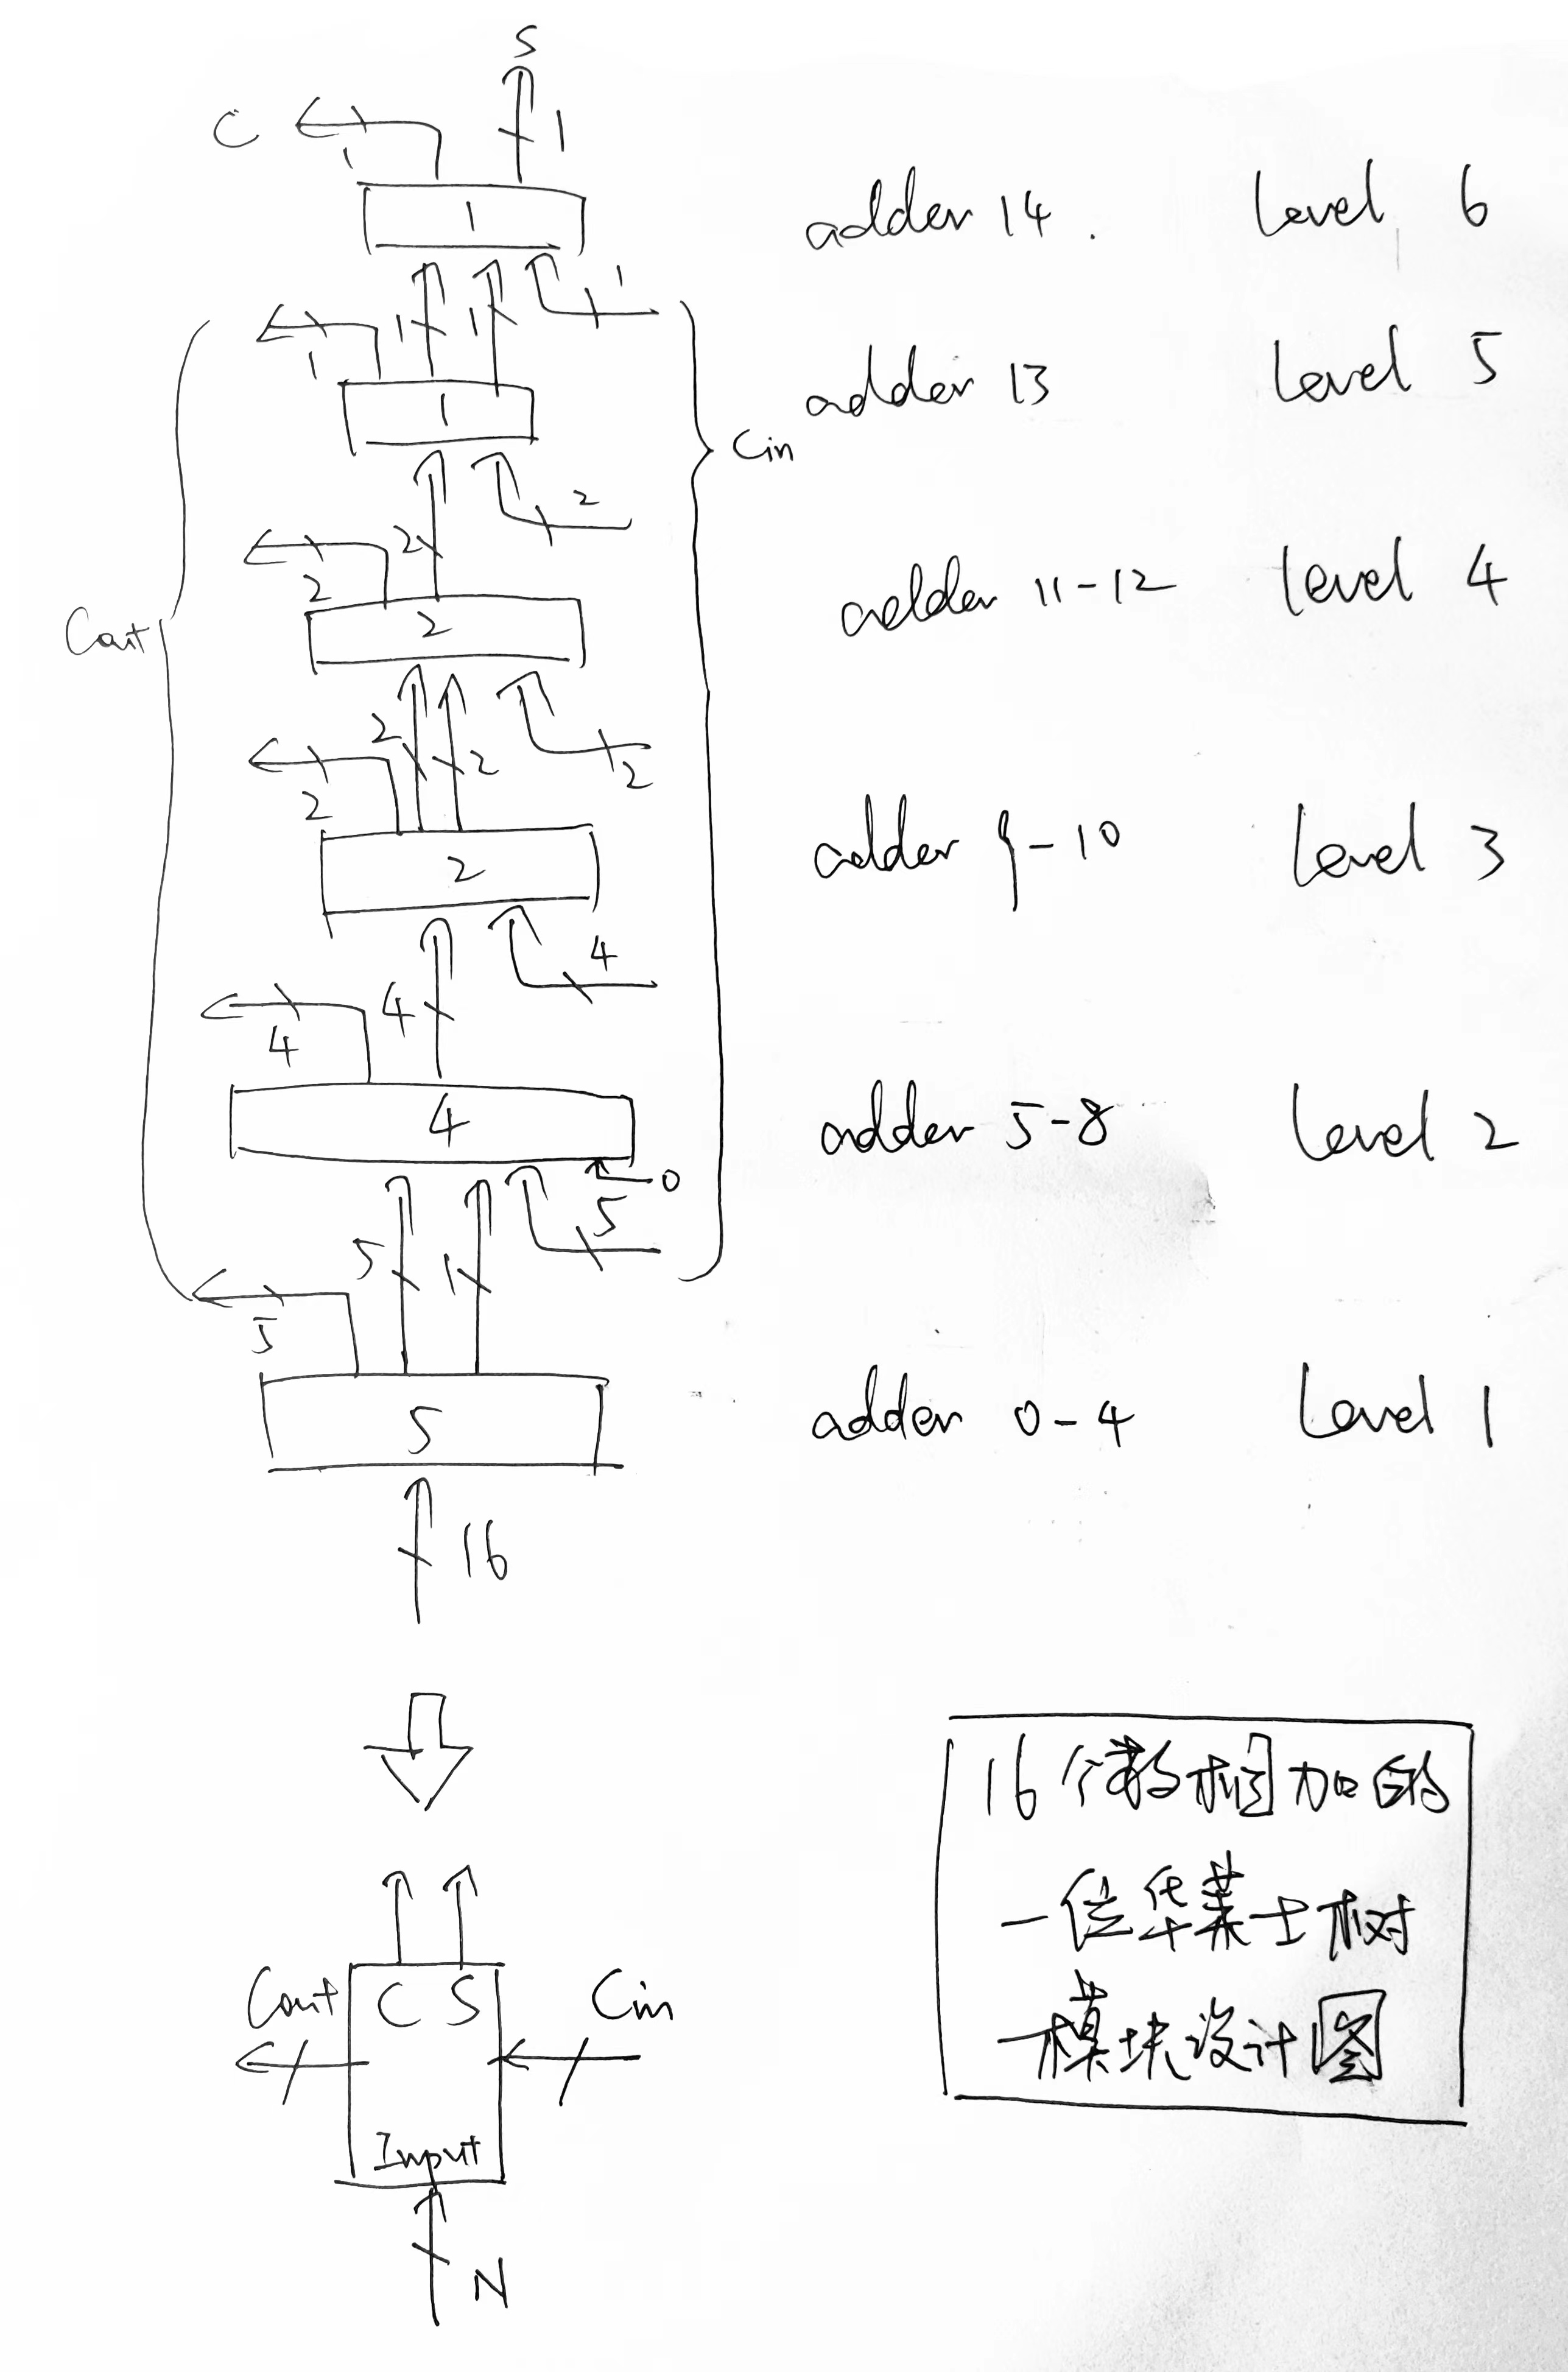 S
C
1
1
1
adder 14 .
Level 6
1
1
1
1
1
adder 13
Level 5
Cin
2
2
2
2
adder 11-12
Level 4
Cout
2
2
2
2
2
adder 9-10
Level 3
4
4
4
4
adder 5-8
Level 2
0
5
5
1
5
5
adder 0-4
Level 1
16
16个数相加的
一位华莱士树
模块设计图
Cout
C S
Cin
Input
N